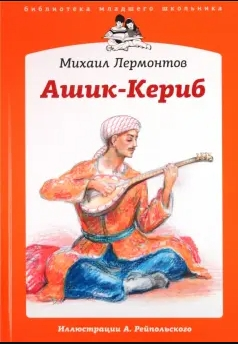 библиотека младшего школьника
Михаил Лермонтов
Ашик-Кериб
Иллюстрации А. Рейпольского